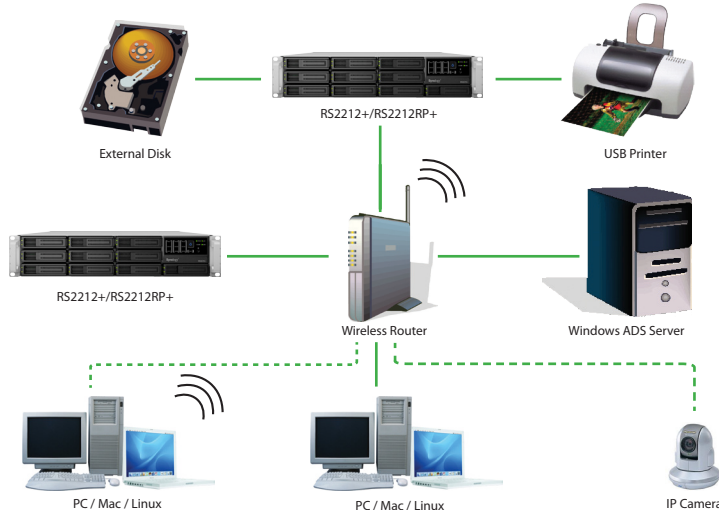 RS2212+/RS2212RP+
External Disk
USB Printer
RS2212+/RS2212RP+
Wireless Router
Windows ADS Server
PC / Mac / Linux
PC / Mac / Linux
IP Camera